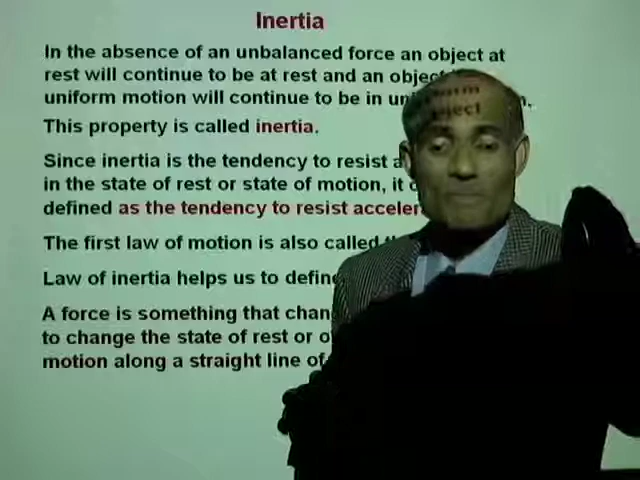 Inertia
In the absence of an unbalanced force an object at
rest will continue to be at rest and an object
uniform motion will continue to be in
This property is called inertia.
Since inertia is the tendency to resist
in the state of rest or state of motion, it
defined as the tendency to resist
The first law of motion is also called
Law of inertia helps us to
A force is something that
to change the state of rest or
motion along a straight line of